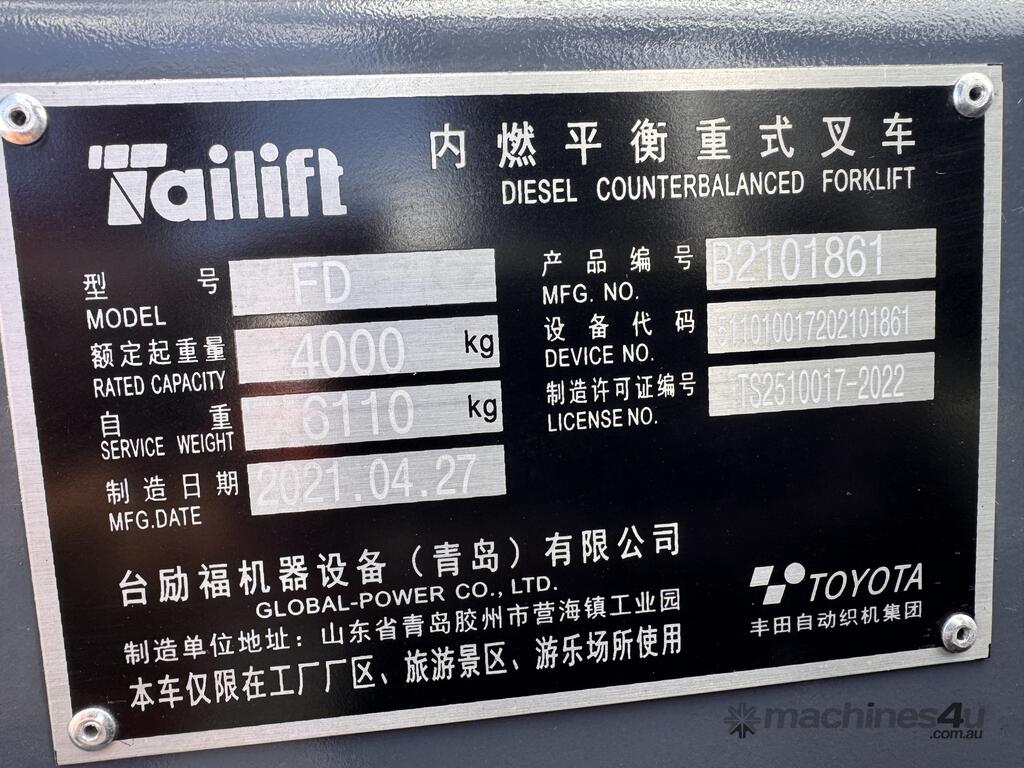 Tailift
内燃平衡重式叉车
DIESEL COUNTERBALANCED FORKLIFT
型号 FD
MODEL
额定起重量 4000 kg
RATED CAPACITY
自重 6110 kg
SERVICE WEIGHT
制造日期 2021.04.27
MFG.DATE
产品编号 B2101861
MFG. NO.
设备代码 511010017202101861
DEVICE NO.
制造许可证编号 TS2510017-2022
LICENSE NO.
台励福机器设备（青岛）有限公司
GLOBAL-POWER CO., LTD.
制造单位地址：山东省青岛胶州市营海镇工业园
本车仅限在工厂厂区、旅游景区、游乐场所使用
TOYOTA
丰田自动织机集团
machines4u
.com.au